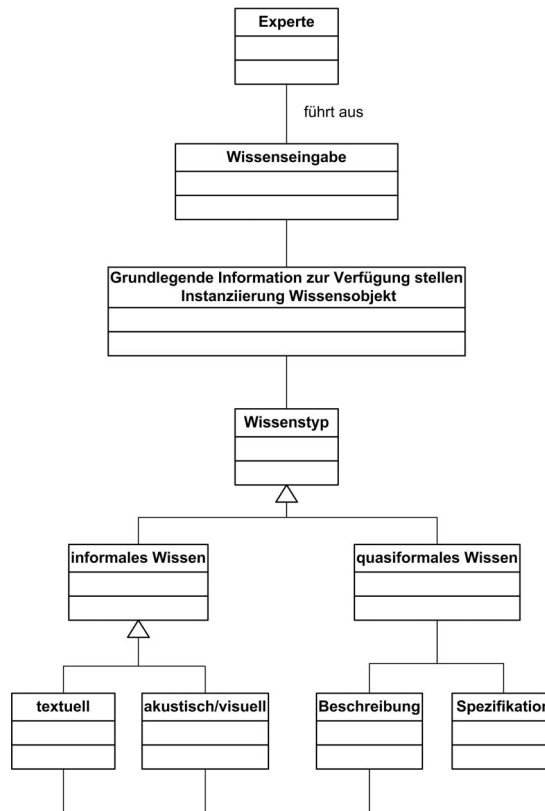 Experte
führt aus
Wissenseingabe
Grundlegende Information zur Verfügung stellen
Instanziierung Wissensobjekt
Wissenstyp
informales Wissen
quasiformales Wissen
textuell
akustisch/visuell
Beschreibung
Spezifikation